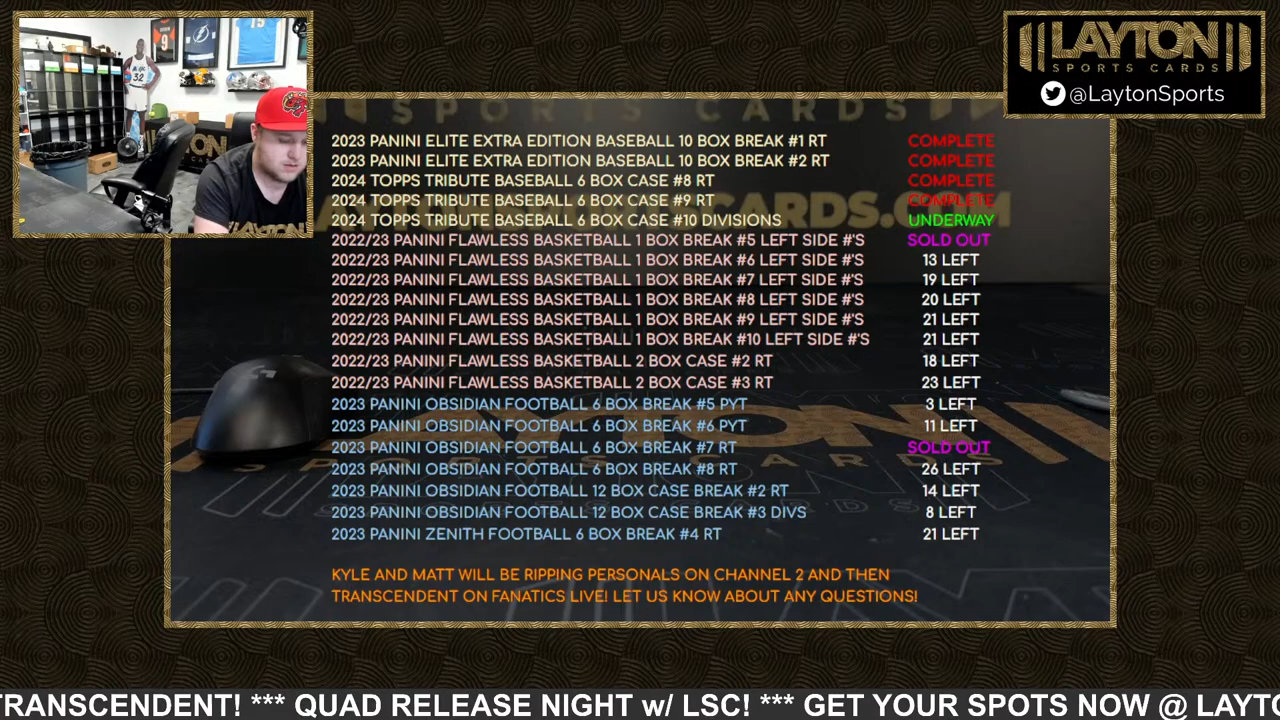 LAYTON
SPORTS CARDS
@LaytonSports
SPORTS CARDS
2023 PANINI ELITE EXTRA EDITION BASEBALL 10 BOX BREAK #1 RT COMPLETE
2023 PANINI ELITE EXTRA EDITION BASEBALL 10 BOX BREAK #2 RT COMPLETE
2024 TOPPS TRIBUTE BASEBALL 6 BOX CASE #8 RT COMPLETE
2024 TOPPS TRIBUTE BASEBALL 6 BOX CASE #9 RT COMPLETE
2024 TOPPS TRIBUTE BASEBALL 6 BOX CASE #10 DIVISIONS UNDERWAY
2022/23 PANINI FLAWLESS BASKETBALL 1 BOX BREAK #5 LEFT SIDE #'S SOLD OUT
2022/23 PANINI FLAWLESS BASKETBALL 1 BOX BREAK #6 LEFT SIDE #'S 13 LEFT
2022/23 PANINI FLAWLESS BASKETBALL 1 BOX BREAK #7 LEFT SIDE #'S 19 LEFT
2022/23 PANINI FLAWLESS BASKETBALL 1 BOX BREAK #8 LEFT SIDE #'S 20 LEFT
2022/23 PANINI FLAWLESS BASKETBALL 1 BOX BREAK #9 LEFT SIDE #'S 21 LEFT
2022/23 PANINI FLAWLESS BASKETBALL 1 BOX BREAK #10 LEFT SIDE #'S 21 LEFT
2022/23 PANINI FLAWLESS BASKETBALL 2 BOX CASE #2 RT 18 LEFT
2022/23 PANINI FLAWLESS BASKETBALL 2 BOX CASE #3 RT 23 LEFT
2023 PANINI OBSIDIAN FOOTBALL 6 BOX BREAK #5 PYT 3 LEFT
2023 PANINI OBSIDIAN FOOTBALL 6 BOX BREAK #6 PYT 11 LEFT
2023 PANINI OBSIDIAN FOOTBALL 6 BOX BREAK #7 RT SOLD OUT
2023 PANINI OBSIDIAN FOOTBALL 6 BOX BREAK #8 RT 26 LEFT
2023 PANINI OBSIDIAN FOOTBALL 12 BOX CASE BREAK #2 RT 14 LEFT
2023 PANINI OBSIDIAN FOOTBALL 12 BOX CASE BREAK #3 DIVS 8 LEFT
2023 PANINI ZENITH FOOTBALL 6 BOX BREAK #4 RT 21 LEFT
KYLE AND MATT WILL BE RIPPING PERSONALS ON CHANNEL 2 AND THEN
TRANSCENDENT ON FANATICS LIVE! LET US KNOW ABOUT ANY QUESTIONS!
TRANSCENDENT! *** QUAD RELEASE NIGHT w/ LSC! *** GET YOUR SPOTS NOW @ LAYTO